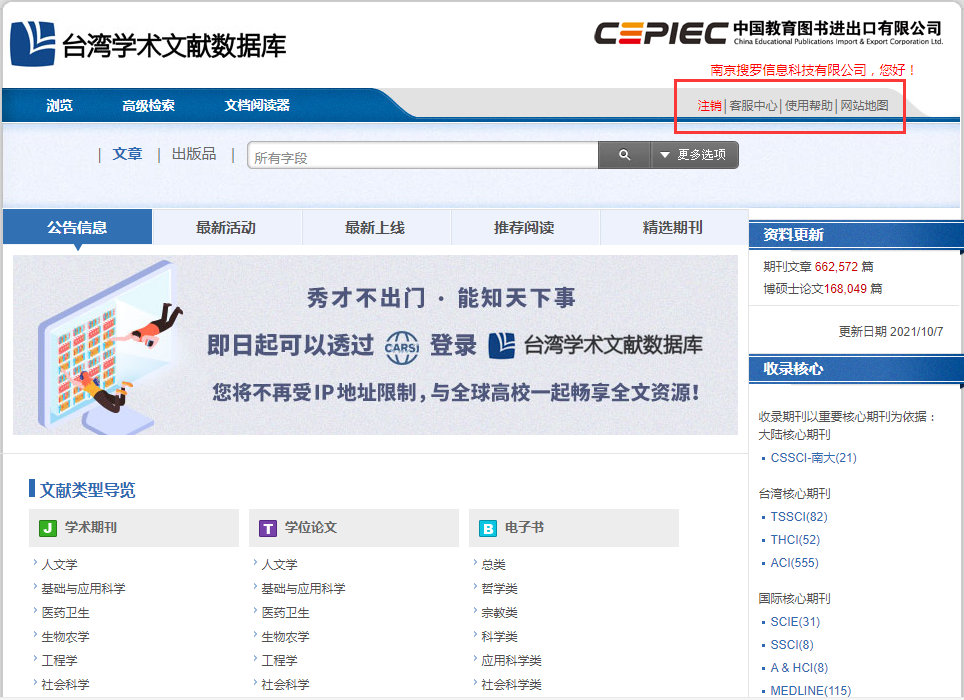 台湾学术文献数据库
CEPIEC 中国教育图书进出口有限公司
China Educational Publications Import & Export Corporation Ltd.
南京搜罗信息科技有限公司，您好！
浏览 高级检索 文档阅读器
注销| 客服中心| 使用帮助| 网站地图
| 文章 | 出版品 |
所有字段
更多选项
公告信息 最新活动 最新上线 推荐阅读 精选期刊
秀才不出门 · 能知天下事
即日起可以透过 CARSI 登录 台湾学术文献数据库
您将不再受IP地址限制,与全球高校一起畅享全文资源!
资料更新
期刊文章 662,572 篇
博硕士论文168,049 篇
更新日期 2021/10/7
收录核心
收录期刊以重要核心期刊为依据：
大陆核心期刊
CSSCI-南大(21)
台湾核心期刊
TSSCI(82)
THCI(52)
ACI(555)
国际核心期刊
SCIE(31)
SSCI(8)
A & HCI(8)
MEDLINE(115)
文献类型导览
J 学术期刊
人文学
基础与应用科学
医药卫生
生物农学
工程学
社会科学
T 学位论文
人文学
基础与应用科学
医药卫生
生物农学
工程学
社会科学
B 电子书
总类
哲学类
宗教类
科学类
应用科学类
社会科学类